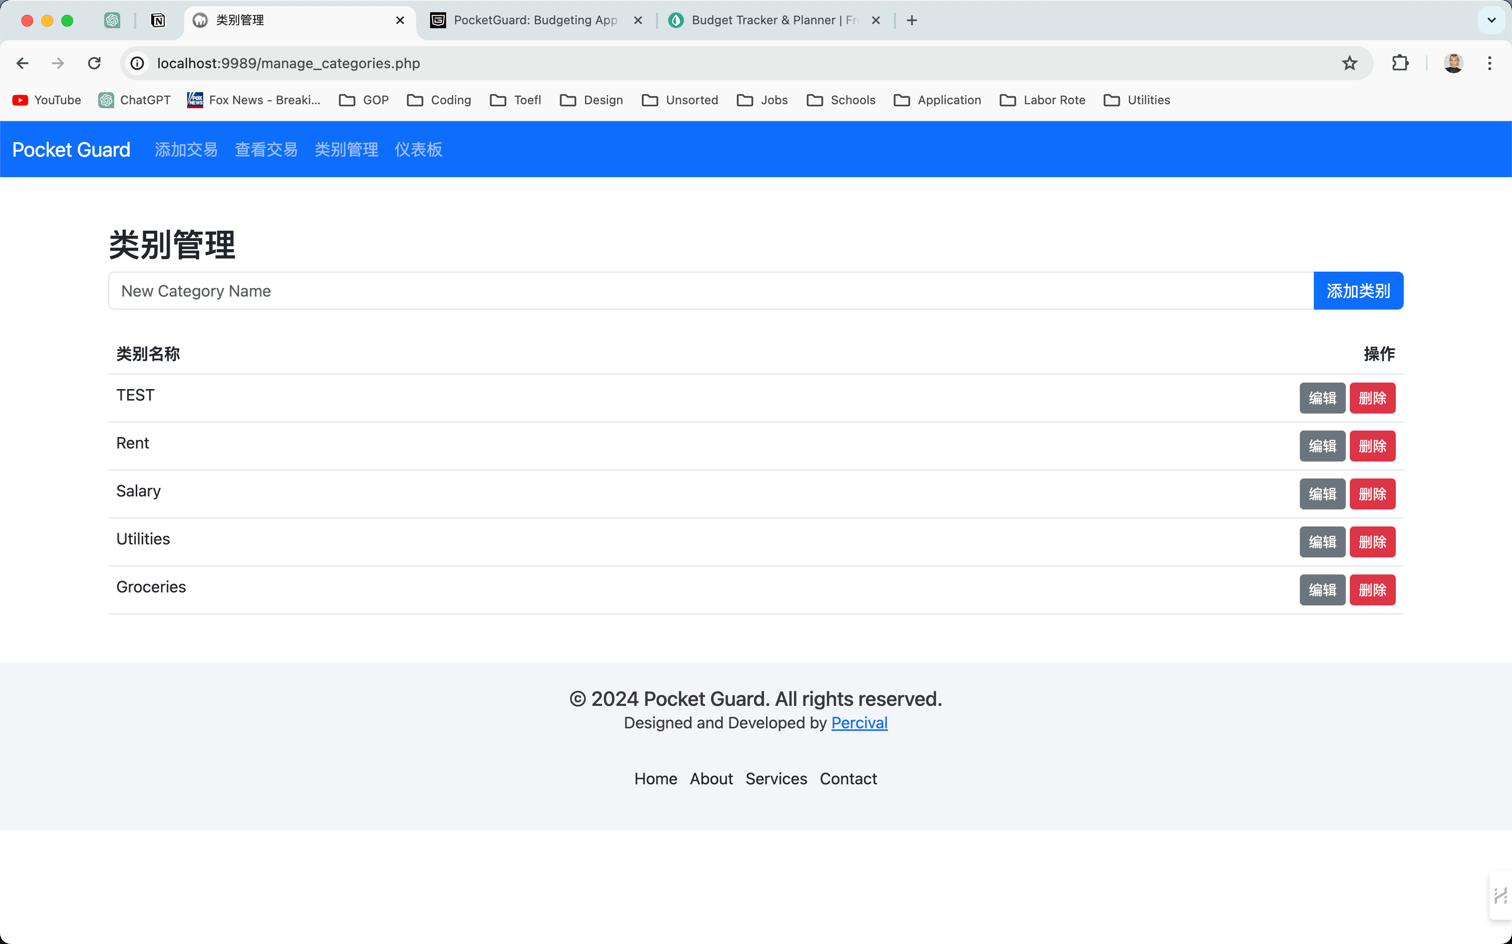 类别管理
PocketGuard: Budgeting App
Budget Tracker & Planner | Fr
localhost:9989/manage_categories.php
YouTube ChatGPT Fox News - Breaki... GOP Coding Toefl Design Unsorted Jobs Schools Application Labor Rote Utilities
Pocket Guard 添加交易 查看交易 类别管理 仪表板
类别管理
New Category Name 添加类别
类别名称 操作
TEST 编辑 删除
Rent 编辑 删除
Salary 编辑 删除
Utilities 编辑 删除
Groceries 编辑 删除
© 2024 Pocket Guard. All rights reserved.
Designed and Developed by Percival
Home About Services Contact